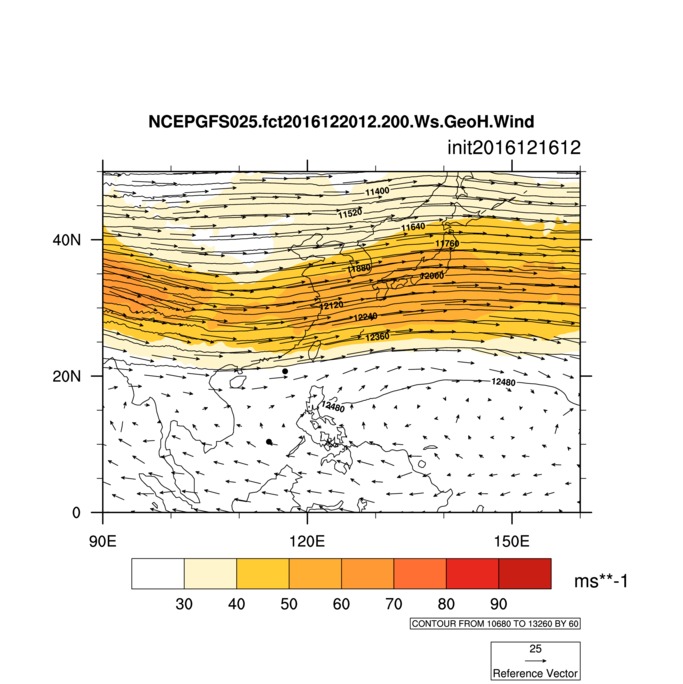 NCEPGFS025.fct2016122012.200.Ws.GeoH.Wind
init2016121612
11400
11520
11640
40N
11760
11880
12000
12120
12240
12360
20N
12480
12480
0
90E 120E 150E
30 40 50 60 70 80 90
ms**-1
CONTOUR FROM 10680 TO 13260 BY 60
25
Reference Vector